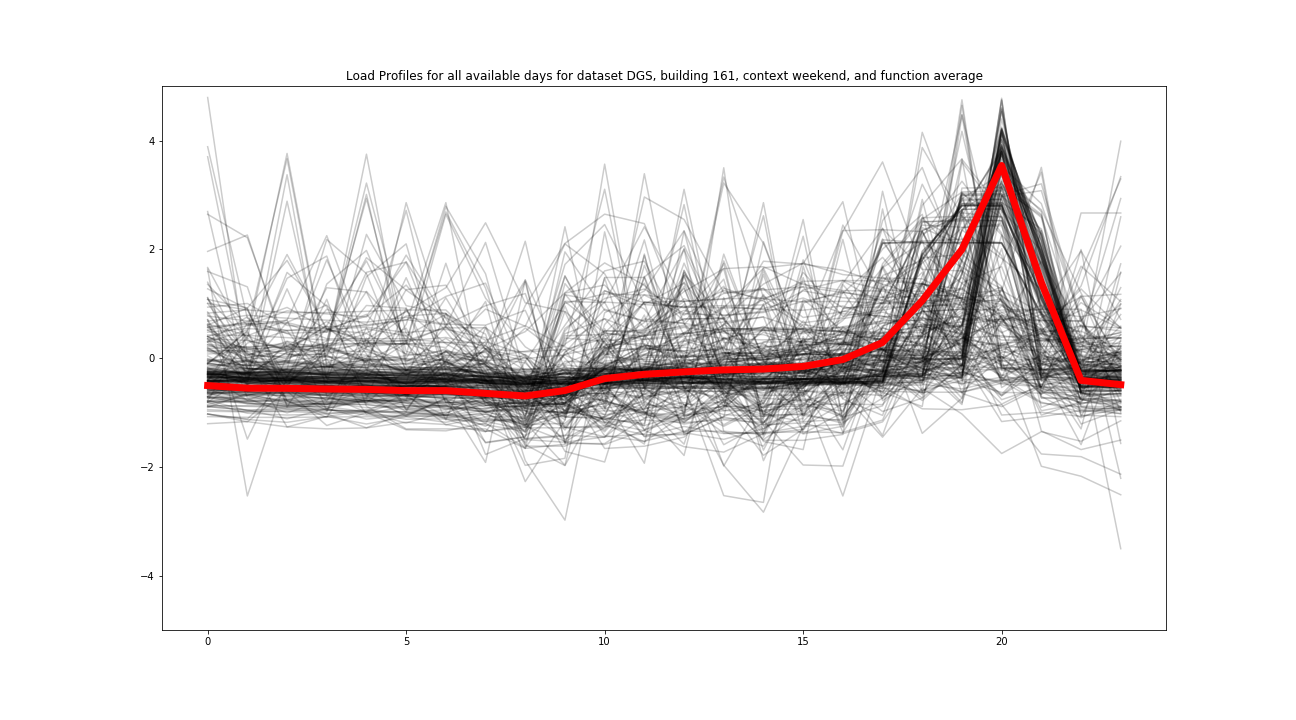 Load Profiles for all available days for dataset DGS, building 161, context weekend, and function average
4
2
0
−2
−4
0 5 10 15 20